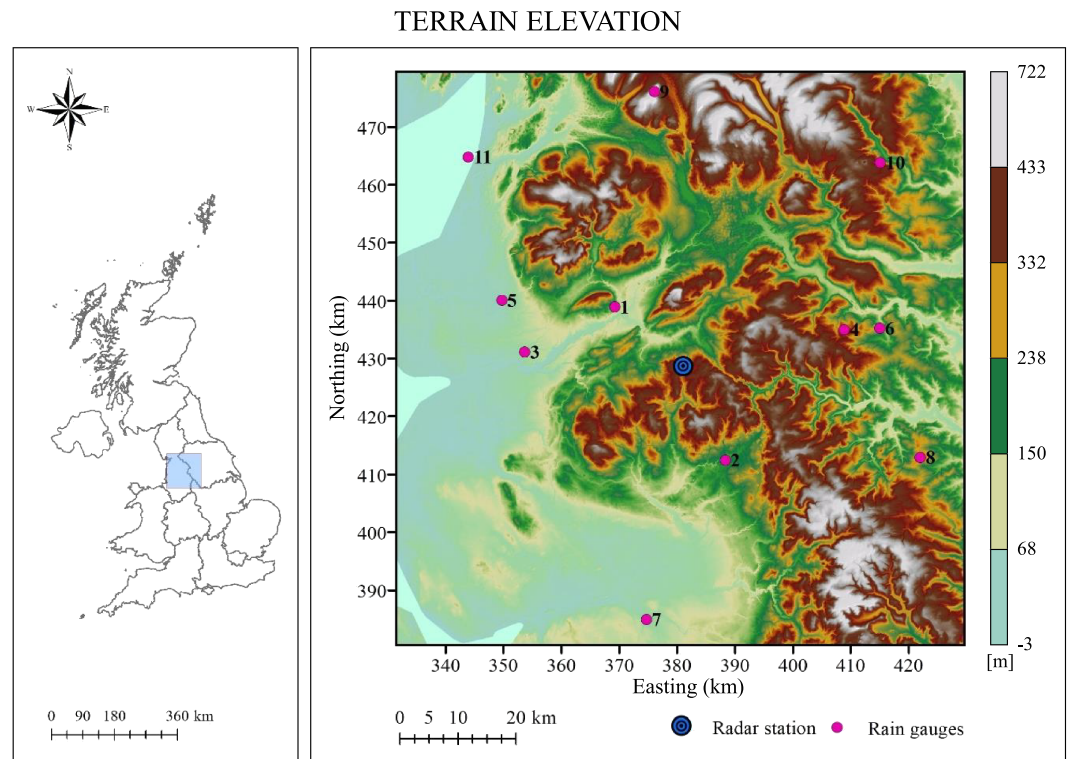 TERRAIN ELEVATION
N
W E
S
0 90 180 360 km
470
460
450
440
430
420
410
400
390
Northing (km)
340 350 360 370 380 390 400 410 420
Easting (km)
9
11
10
5
1
3
4 6
2
8
7
722
433
332
238
150
68
-3
[m]
0 5 10 20 km
Radar station
Rain gauges